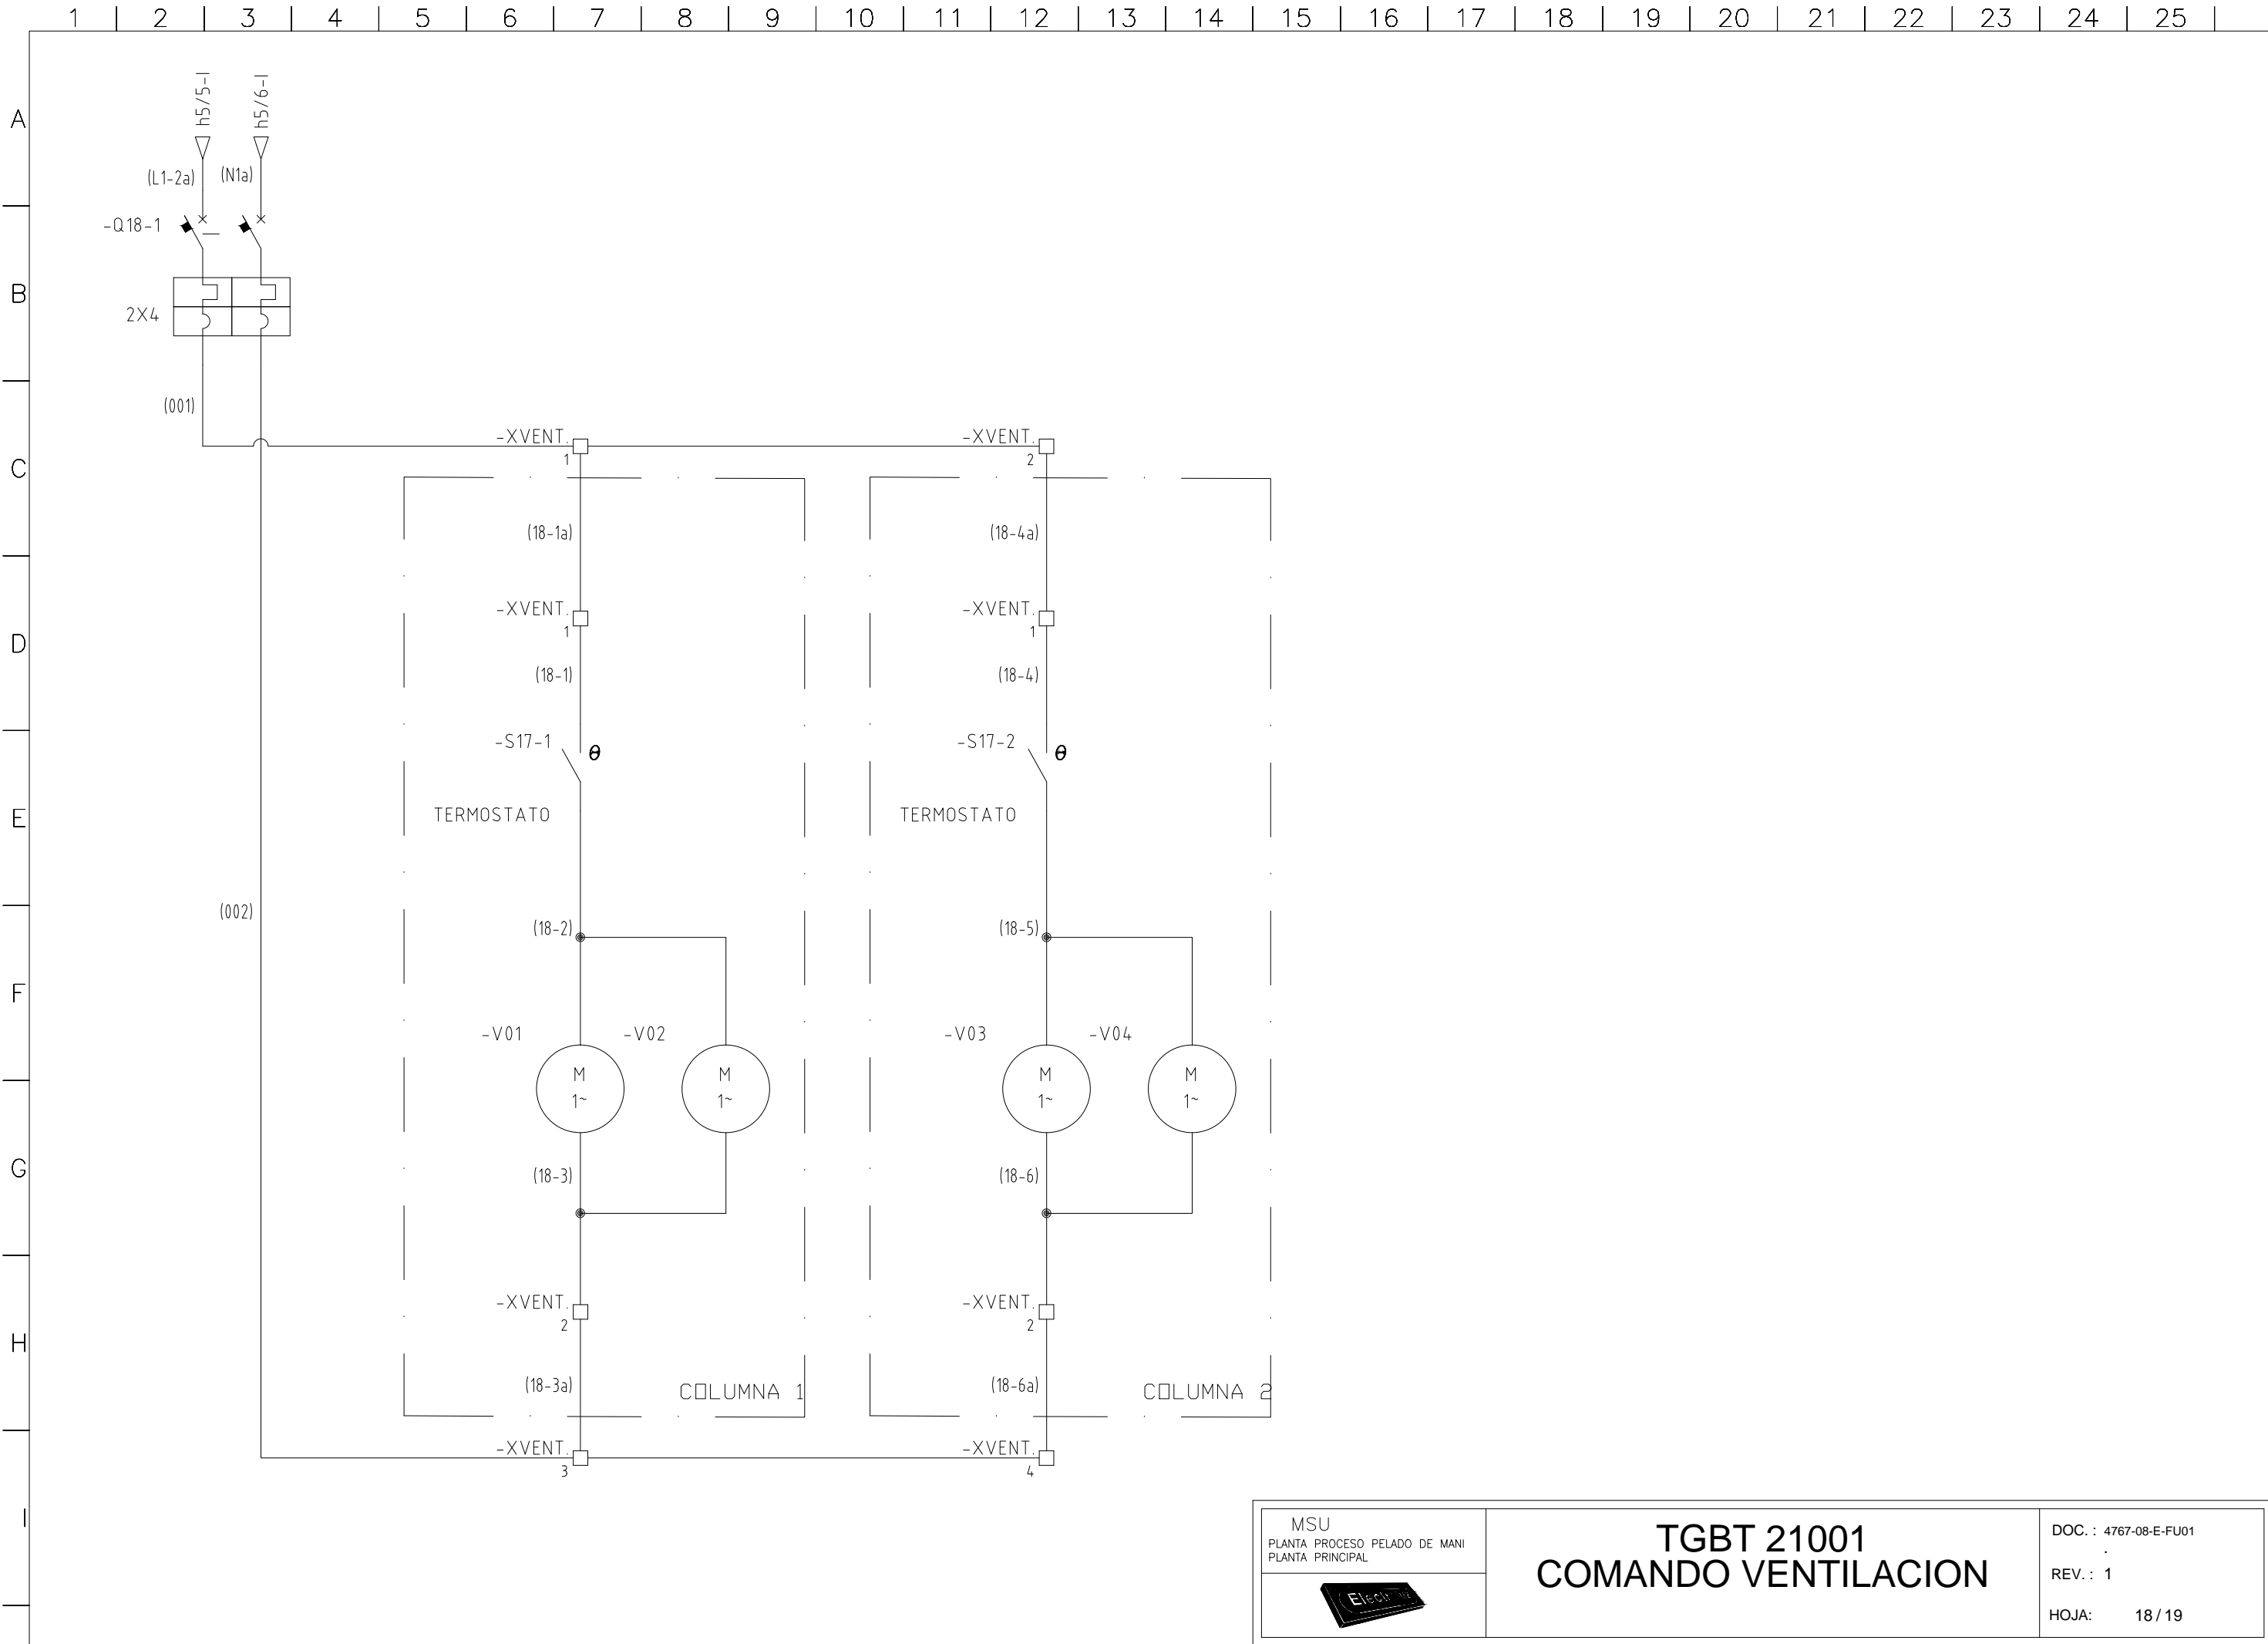 1 2 3 4 5 6 7 8 9 10 11 12 13 14 15 16 17 18 19 20 21 22 23 24 25
A
B
C
D
E
F
G
H
I
h5/5-I
h5/6-I
(L1-2a)
(N1a)
-Q18-1
2X4
(001)
-XVENT.
1
-XVENT.
2
(18-1a)
(18-4a)
-XVENT.
1
-XVENT.
1
(18-1)
(18-4)
-S17-1
θ
-S17-2
θ
TERMOSTATO
TERMOSTATO
(002)
(18-2)
(18-5)
-V01
-V02
-V03
-V04
M
1~
M
1~
M
1~
M
1~
(18-3)
(18-6)
-XVENT.
2
-XVENT.
2
(18-3a)
COLUMNA 1
(18-6a)
COLUMNA 2
-XVENT.
3
-XVENT.
4
MSU
PLANTA PROCESO PELADO DE MANI
PLANTA PRINCIPAL
TGBT 21001
COMANDO VENTILACION
DOC. : 4767-08-E-FU01
.
REV. : 1
HOJA: 18 / 19